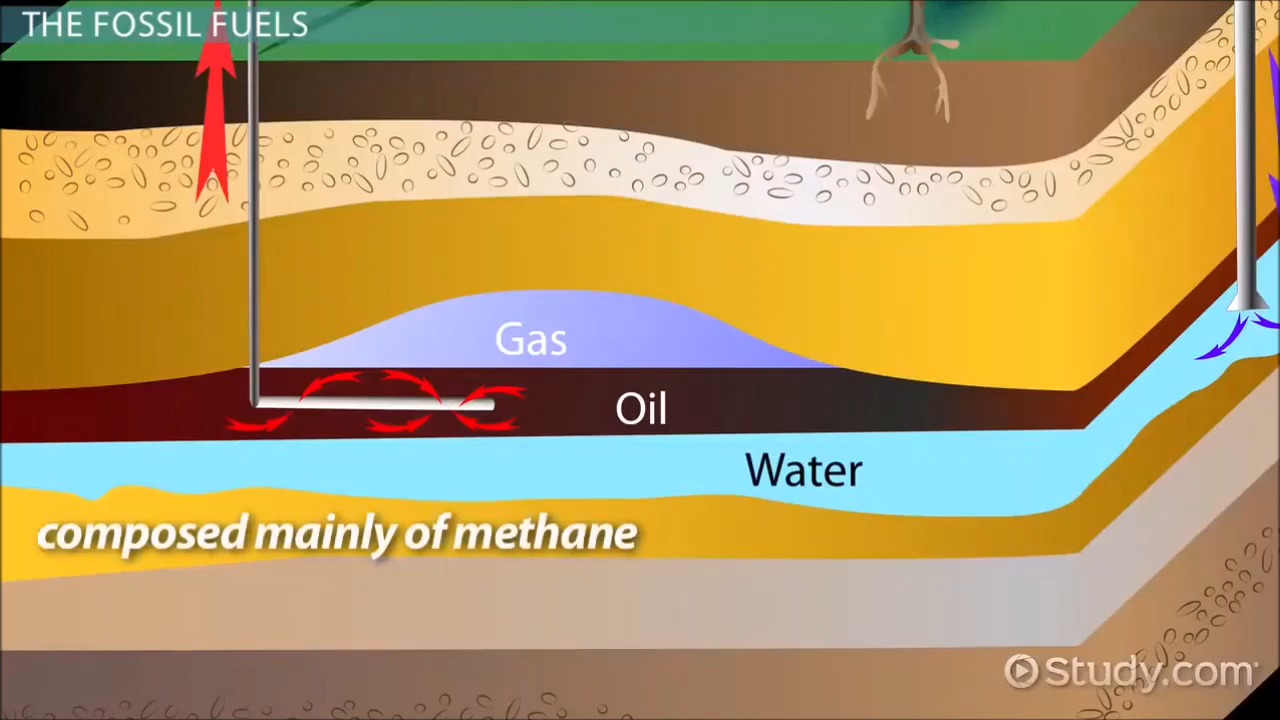 THE FOSSIL FUELS
Gas
Oil
Water
composed mainly of methane
Study.com